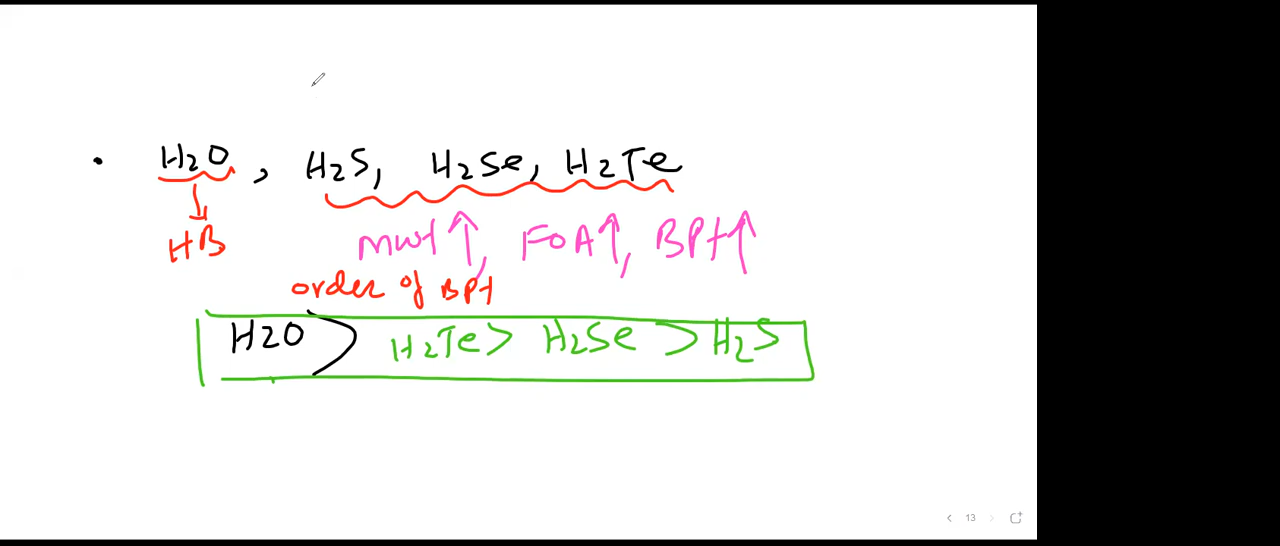 • H2O, H2S, H2Se, H2Te
HB
Mwt ↑, FOA ↑, BPt ↑
order of BPt
H2O > H2Te > H2Se > H2S
13